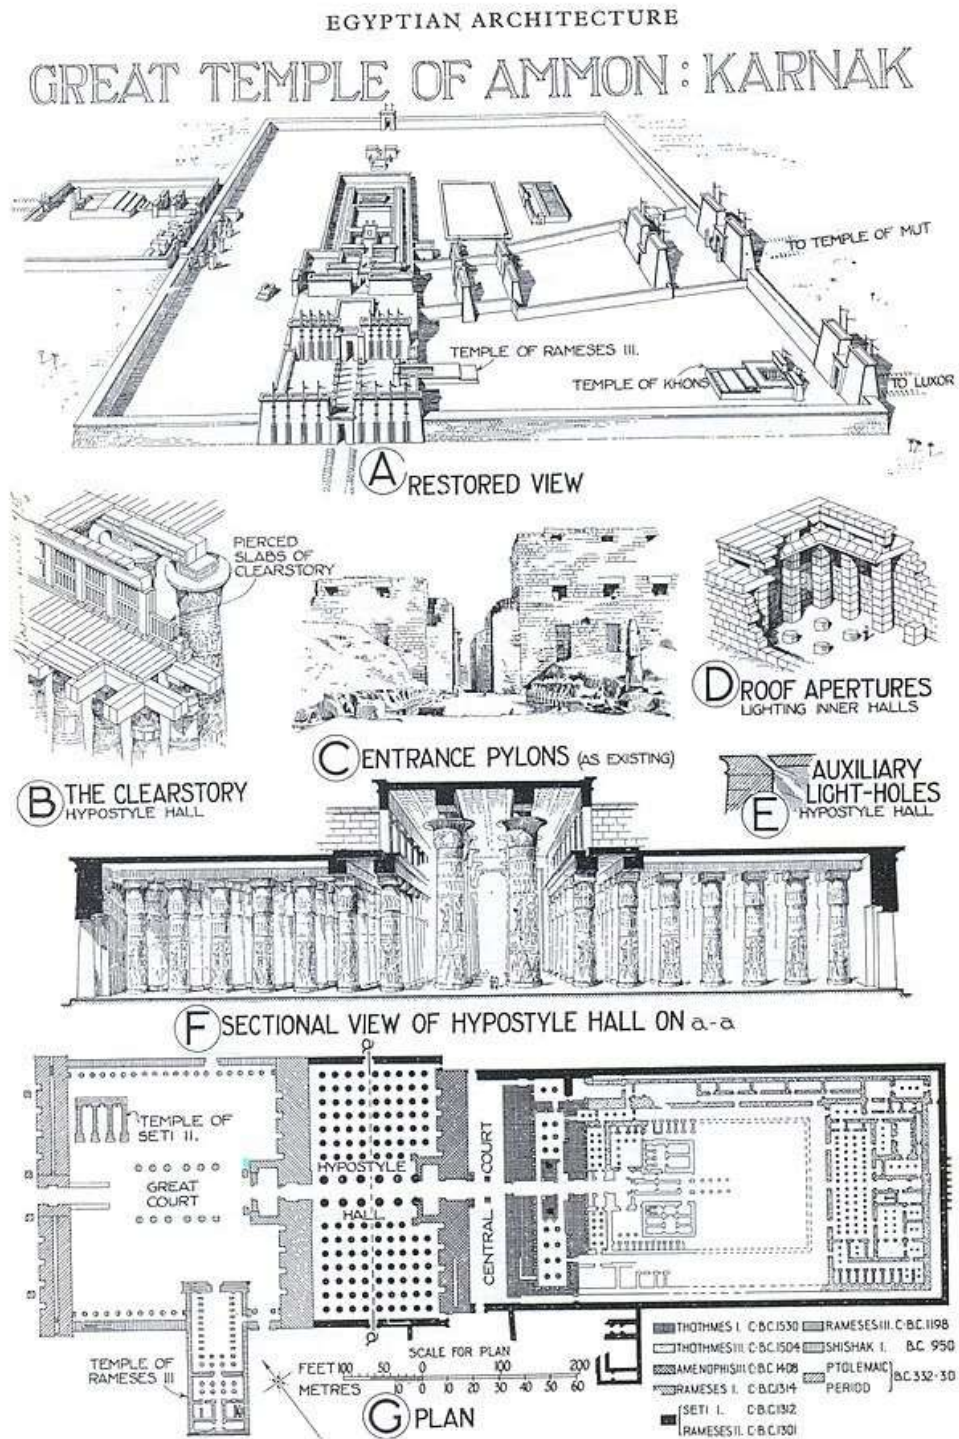 EGYPTIAN ARCHITECTURE
GREAT TEMPLE OF AMMON : KARNAK
TO TEMPLE OF MUT
TEMPLE OF RAMESES III.
TEMPLE OF KHONS
TO LUXOR
A RESTORED VIEW
PIERCED
SLABS OF
CLEARSTORY
B THE CLEARSTORY
HYPOSTYLE HALL
C ENTRANCE PYLONS (AS EXISTING)
D ROOF APERTURES
LIGHTING INNER HALLS
E AUXILIARY
LIGHT-HOLES
HYPOSTYLE HALL
F SECTIONAL VIEW OF HYPOSTYLE HALL ON a-a
a
TEMPLE OF
SETI II.
GREAT
COURT
HYPOSTYLE
HALL
CENTRAL COURT
a
TEMPLE OF
RAMESES III
SCALE FOR PLAN
FEET 100 50 0 100 200
METRES 10 0 10 20 30 40 50 60
G PLAN
THOTHMES I. C·B.C.1530
THOTHMES III. C·B.C.1504
AMENOPHIS III C·B.C.1408
RAMESES I. C·B.C.1314
SETI I. C·B.C.1312
RAMESES II. C·B.C.1301
RAMESES III. C·B.C.1198
SHISHAK I. B.C. 950
PTOLEMAIC
PERIOD B.C. 332-30